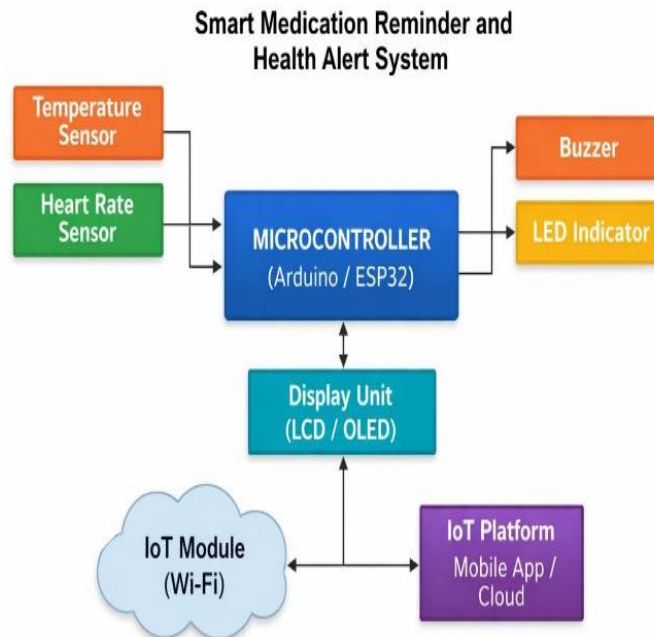 Smart Medication Reminder and
Health Alert System
Temperature
Sensor
Heart Rate
Sensor
MICROCONTROLLER
(Arduino / ESP32)
Buzzer
LED Indicator
Display Unit
(LCD / OLED)
IoT Module
(Wi-Fi)
IoT Platform
Mobile App /
Cloud